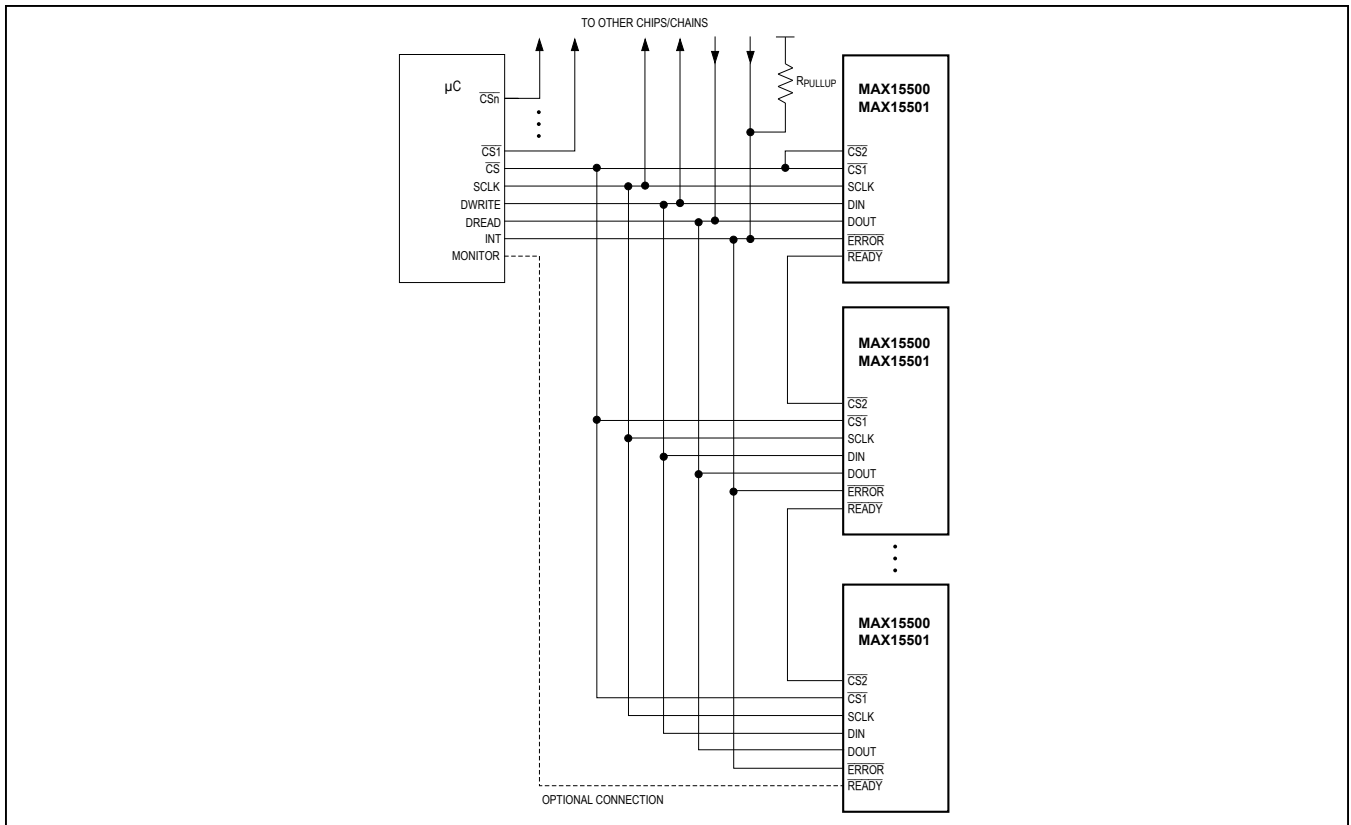 TO OTHER CHIPS/CHAINS
µC
CSn
CS1
CS
SCLK
DWRITE
DREAD
INT
MONITOR
RPULLUP
MAX15500
MAX15501
CS2
CS1
SCLK
DIN
DOUT
ERROR
READY
MAX15500
MAX15501
CS2
CS1
SCLK
DIN
DOUT
ERROR
READY
MAX15500
MAX15501
CS2
CS1
SCLK
DIN
DOUT
ERROR
READY
OPTIONAL CONNECTION